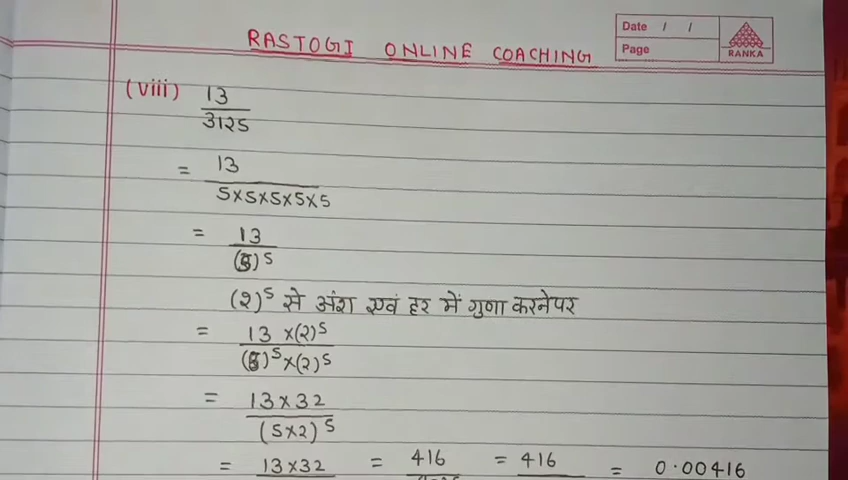 RASTOGI ONLINE COACHING
Date / /
Page
RANKA
(viii) 13
3125
= 13
5×5×5×5×5
= 13
(5)^5
(2)^5 से अंश एवं हर में गुणा करनेपर
= 13 ×(2)^5
(5)^5 ×(2)^5
= 13×32
(5×2)^5
= 13×32 = 416 = 416 = 0.00416